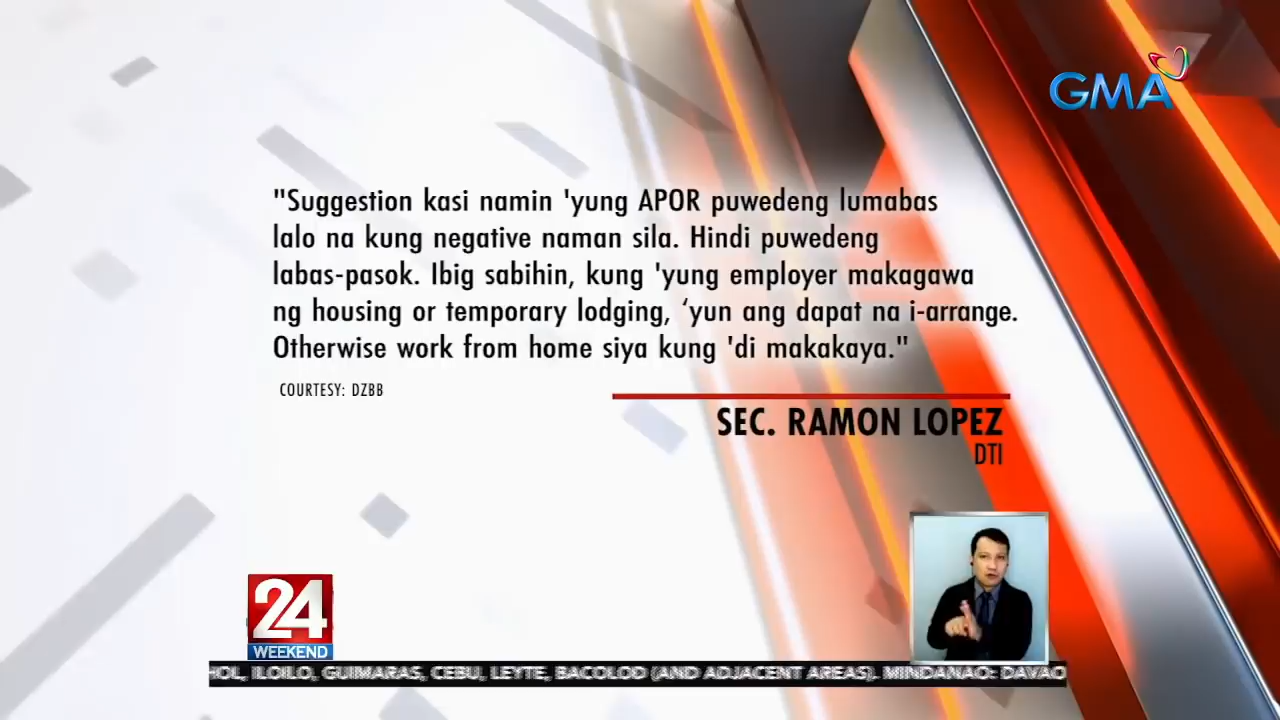 GMA
"Suggestion kasi namin 'yung APOR puwedeng lumabas
lalo na kung negative naman sila. Hindi puwedeng
labas-pasok. Ibig sabihin, kung 'yung employer makagawa
ng housing or temporary lodging, ‘yun ang dapat na i-arrange.
Otherwise work from home siya kung 'di makakaya."
COURTESY: DZBB
SEC. RAMON LOPEZ
DTI
24
WEEKEND
HOL, ILOILO, GUIMARAS, CEBU, LEYTE, BACOLOD (AND ADJACENT AREAS). MINDANAO: DAVAO